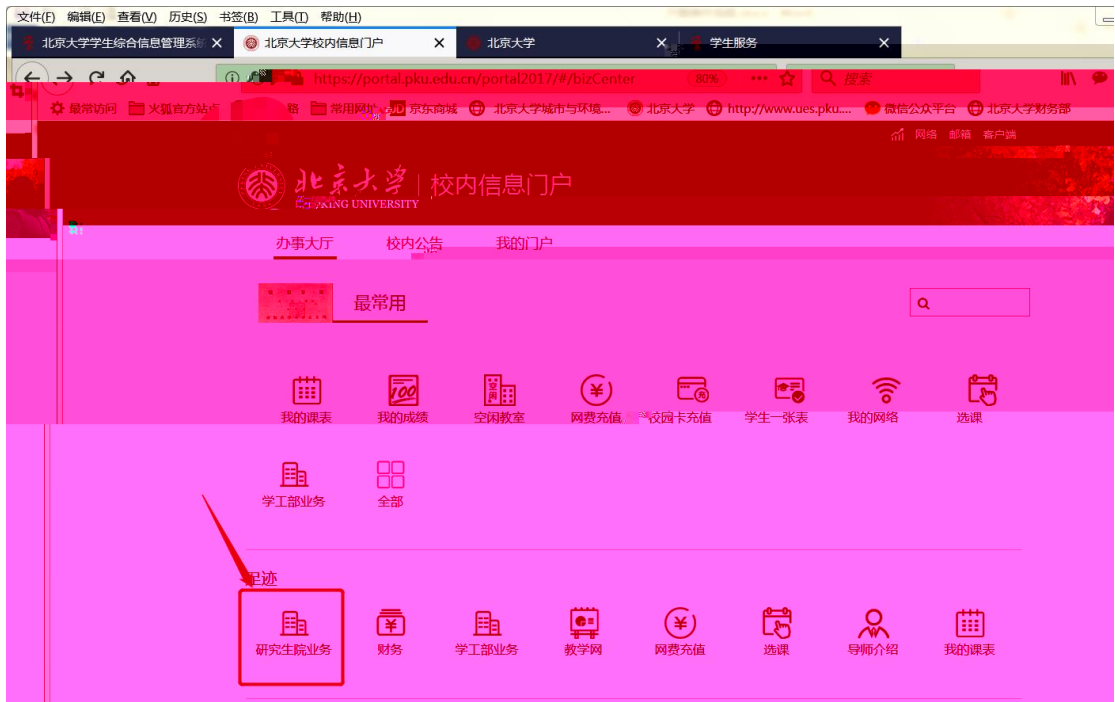 文件(F) 编辑(E) 查看(V) 历史(S) 书签(B) 工具(T) 帮助(H)
北京大学学生综合信息管理系统 北京大学校内信息门户 北京大学 学生服务
https://portal.pku.edu.cn/portal2017/#/bizCenter 80% 搜索
最常访问 火狐官方站点 常用网址 JD 京东商城 北京大学城市与环境... 北京大学 http://www.ues.pku.... 微信公众平台 北京大学财务部
网络 邮箱 客户端
北京大学 校内信息门户
PEKING UNIVERSITY
办事大厅 校内公告 我的门户
最常用
我的课表 我的成绩 空闲教室 网费充值 校园卡充值 学生一张表 我的网络 选课
学工部业务 全部
足迹
研究生院业务 财务 学工部业务 教学网 网费充值 选课 导师介绍 我的课表